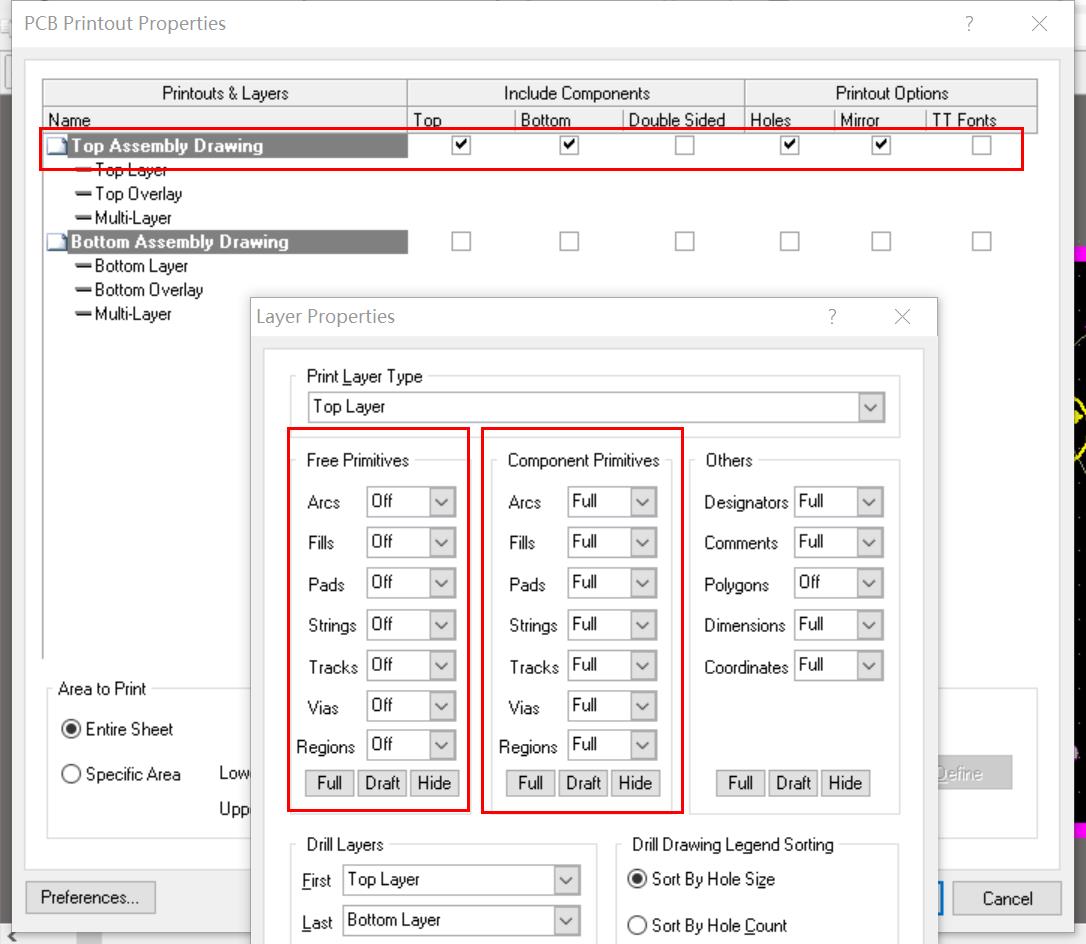 PCB Printout Properties ?
Printouts & Layers Include Components Printout Options
Name Top Bottom Double Sided Holes Mirror TT Fonts
Top Assembly Drawing
Top Layer
Top Overlay
Multi-Layer
Bottom Assembly Drawing
Bottom Layer
Bottom Overlay
Multi-Layer
Layer Properties ?
Print Layer Type
Top Layer
Free Primitives Component Primitives Others
Arcs Off Arcs Full Designators Full
Fills Off Fills Full Comments Full
Pads Off Pads Full Polygons Off
Strings Off Strings Full Dimensions Full
Tracks Off Tracks Full Coordinates Full
Vias Off Vias Full
Regions Off Regions Full
Full Draft Hide Full Draft Hide Full Draft Hide
Area to Print
Entire Sheet
Specific Area Low
Upp
Define
Drill Layers Drill Drawing Legend Sorting
First Top Layer Sort By Hole Size
Last Bottom Layer Sort By Hole Count
Preferences... Cancel